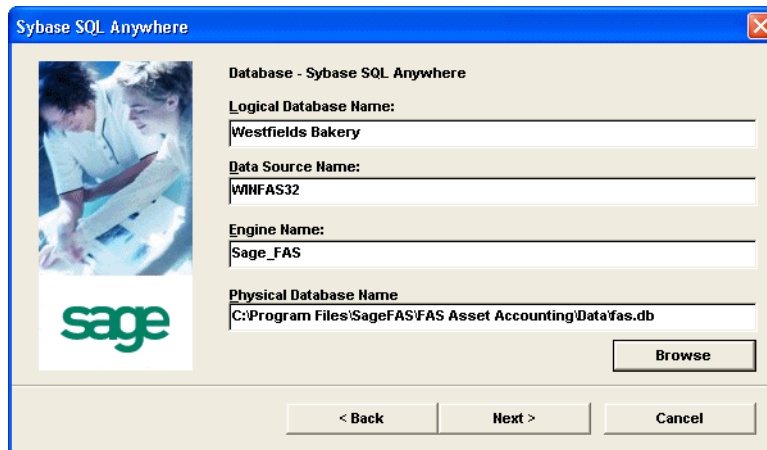 Sybase SQL Anywhere
Database - Sybase SQL Anywhere
Logical Database Name:
Westfields Bakery
Data Source Name:
WINFAS32
Engine Name:
Sage_FAS
Physical Database Name
C:\Program Files\SageFAS\FAS Asset Accounting\Data\fas.db
sage
Browse
< Back
Next >
Cancel